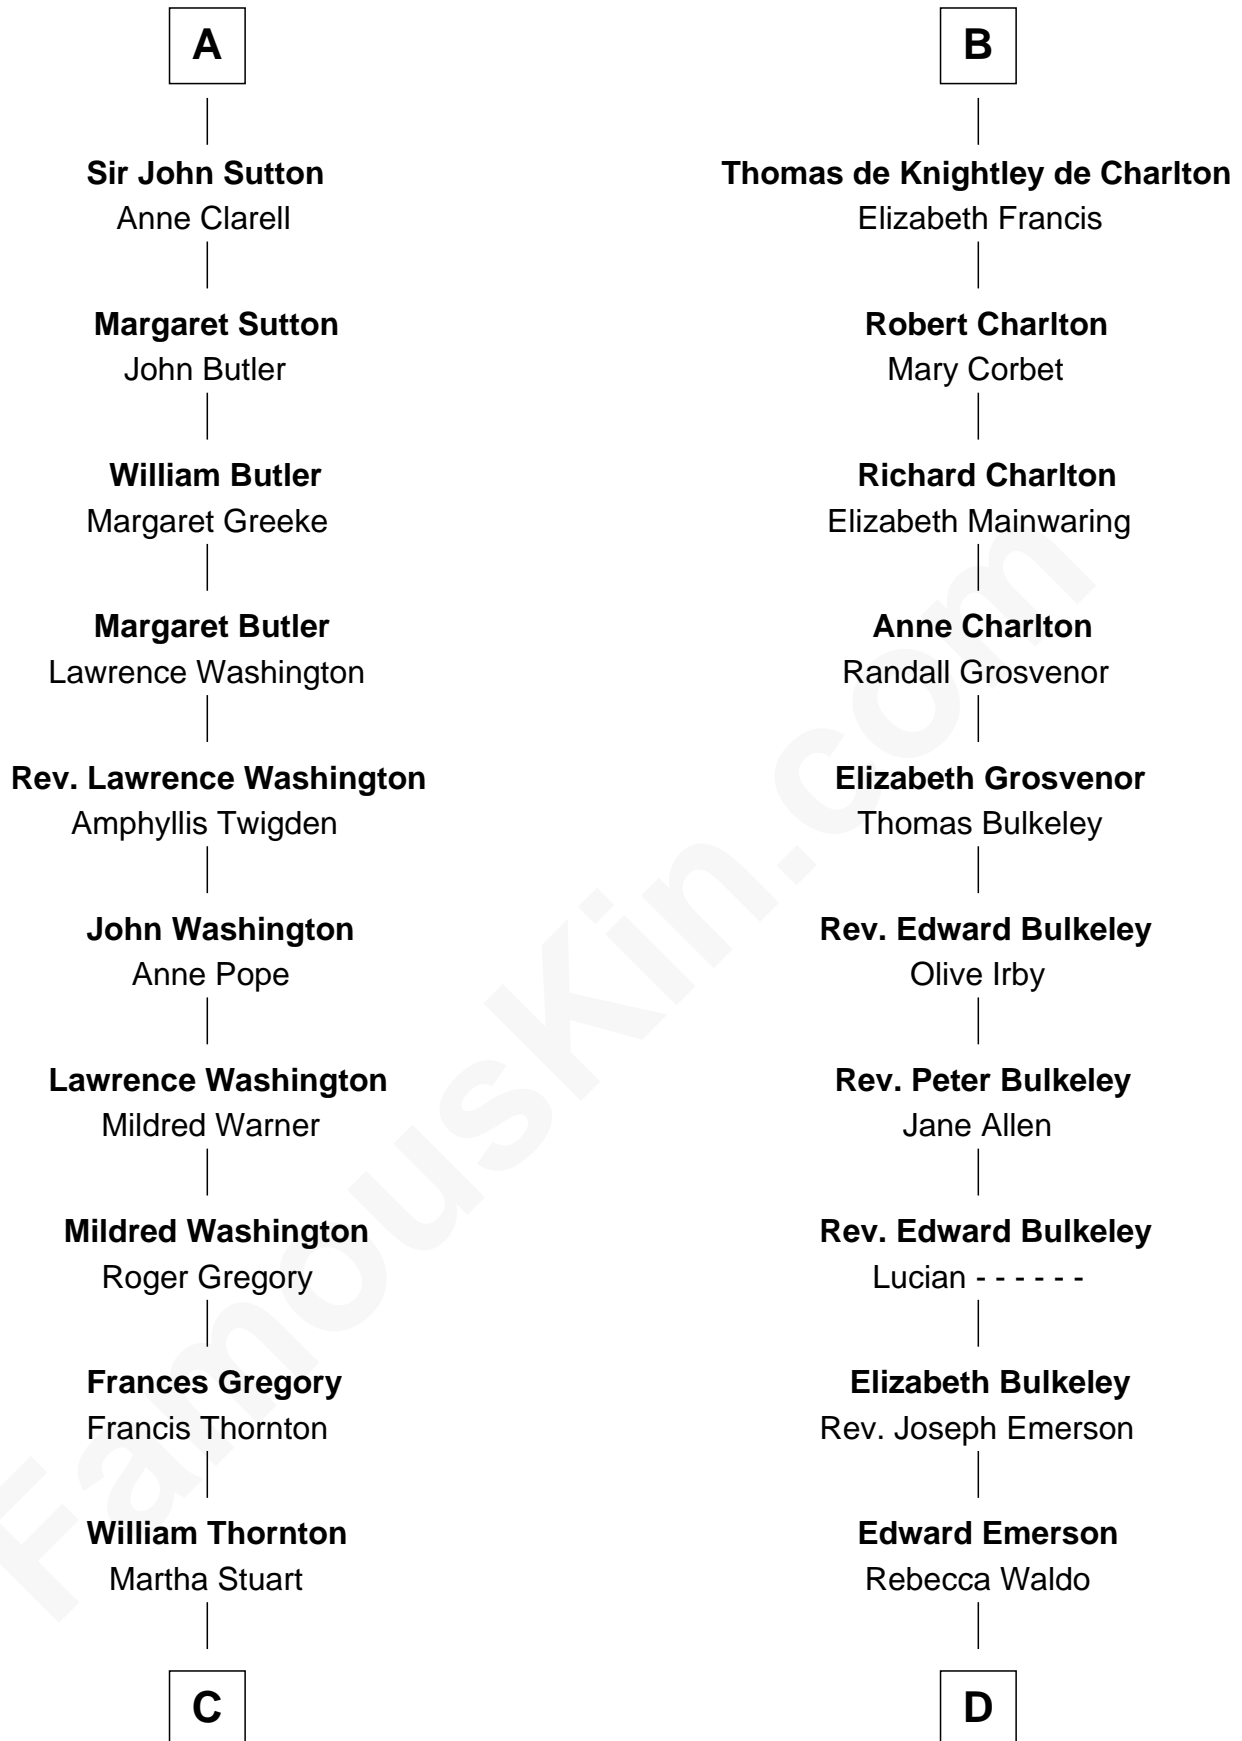 A
Sir John Sutton
Anne Clarell
Margaret Sutton
John Butler
William Butler
Margaret Greeke
Margaret Butler
Lawrence Washington
Rev. Lawrence Washington
Amphyllis Twigden
John Washington
Anne Pope
Lawrence Washington
Mildred Warner
Mildred Washington
Roger Gregory
Frances Gregory
Francis Thornton
William Thornton
Martha Stuart
C
B
Thomas de Knightley de Charlton
Elizabeth Francis
Robert Charlton
Mary Corbet
Richard Charlton
Elizabeth Mainwaring
Anne Charlton
Randall Grosvenor
Elizabeth Grosvenor
Thomas Bulkeley
Rev. Edward Bulkeley
Olive Irby
Rev. Peter Bulkeley
Jane Allen
Rev. Edward Bulkeley
Lucian - - - - - -
Elizabeth Bulkeley
Rev. Joseph Emerson
Edward Emerson
Rebecca Waldo
D
FamousKin.com